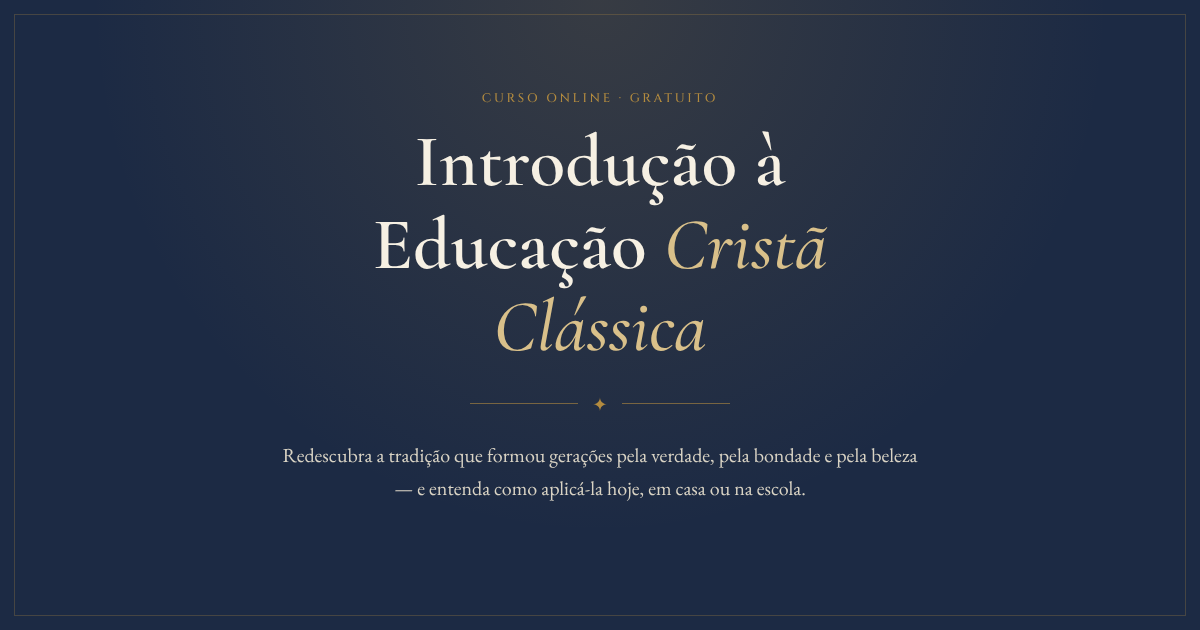 CURSO ONLINE · GRATUITO
Introdução à
Educação Cristã
Clássica
Redescubra a tradição que formou gerações pela verdade, pela bondade e pela beleza
— e entenda como aplicá-la hoje, em casa ou na escola.